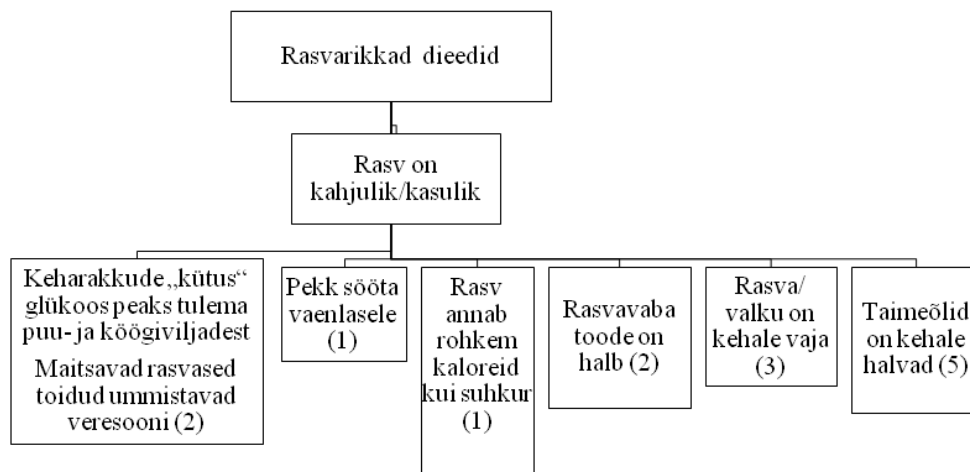 Rasvarikkad dieedid
Rasv on
kahjulik/kasulik
Keharakkude „kütus“
glükoos peaks tulema
puu- ja köögiviljadest
Maitsavad rasvased
toidud ummistavad
veresooni (2)
Pekk sööta
vaenlasele
(1)
Rasv
annab
rohkem
kaloreid
kui suhkur
(1)
Rasvavaba
toode on
halb (2)
Rasva/
valku on
kehale vaja
(3)
Taimeõlid
on kehale
halvad (5)